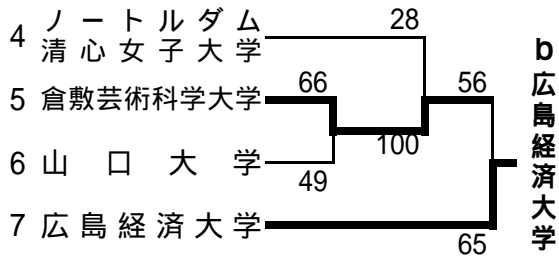 4 ノートルダム
清心女子大学
28
5 倉敷芸術科学大学
66
56
100
6 山口大学
49
7 広島経済大学
65
b
広島経済大学